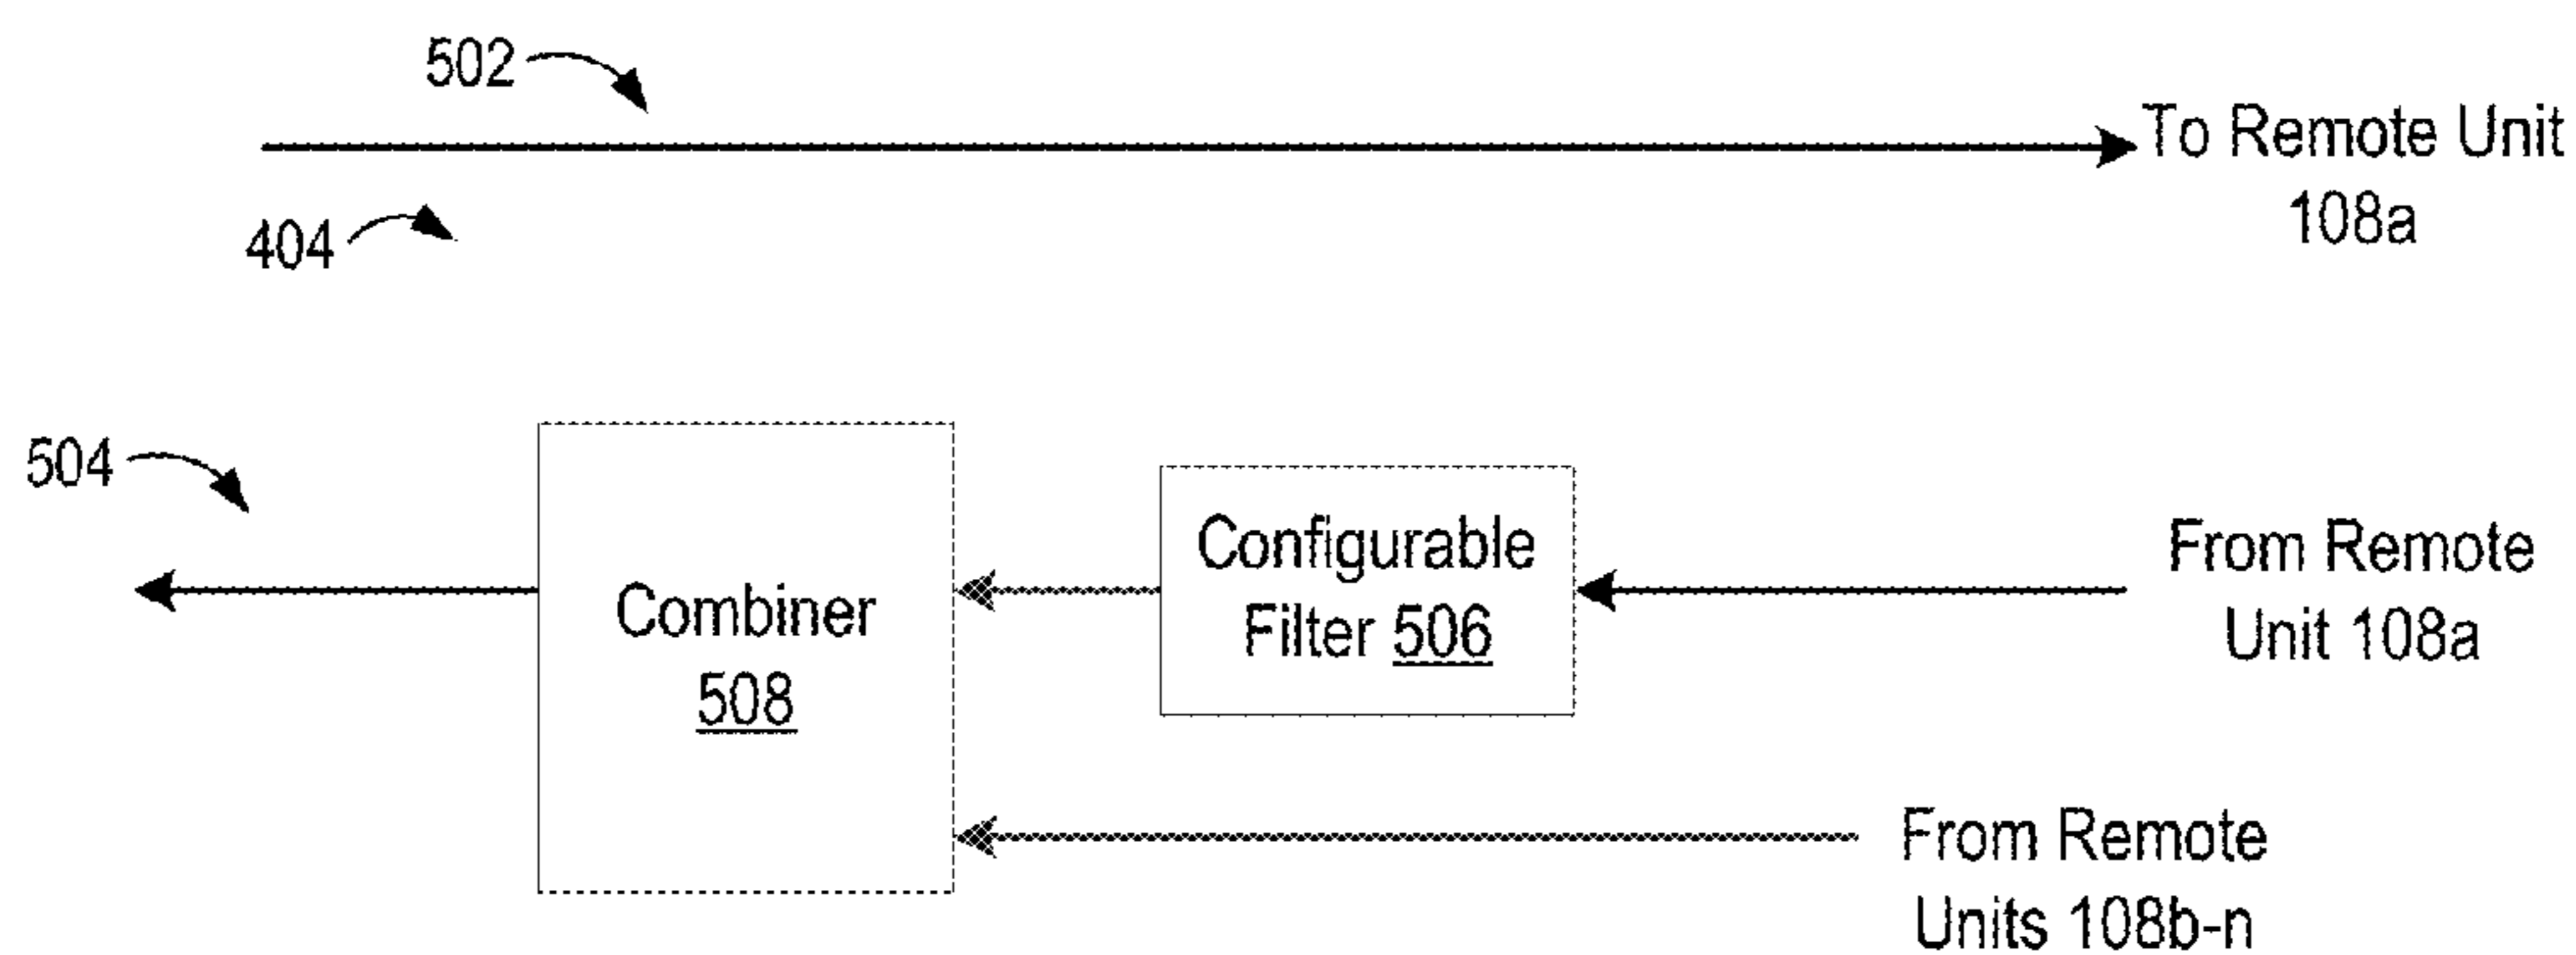 502
To Remote Unit
108a
404
504
Combiner
508
Configurable
Filter 506
From Remote
Unit 108a
From Remote
Units 108b-n